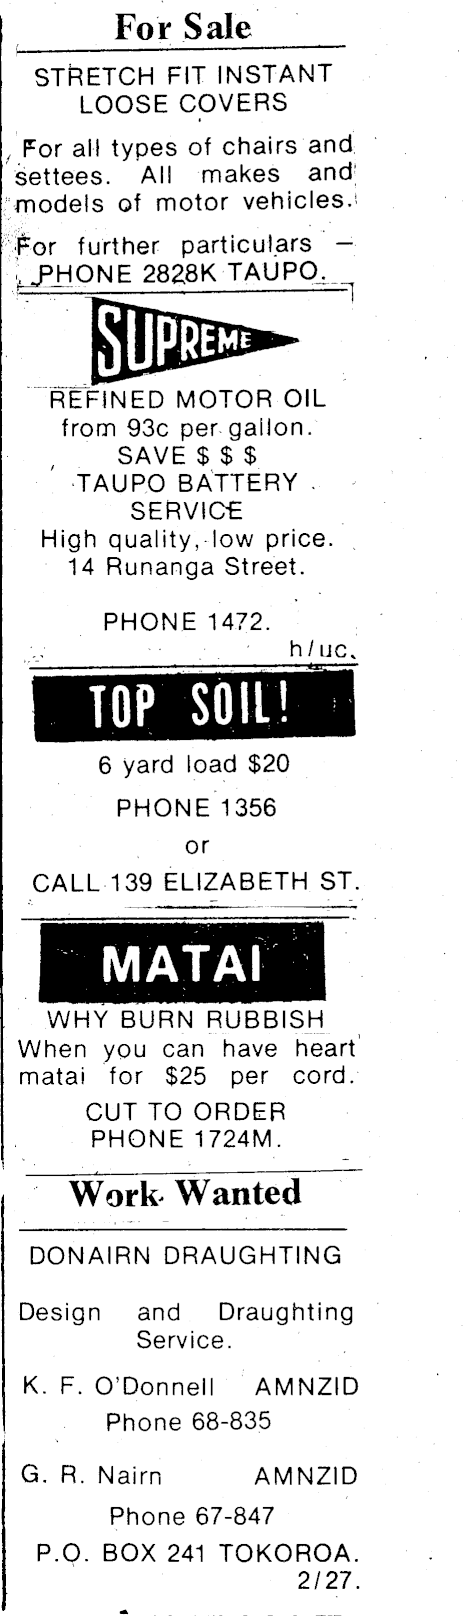 For Sale
STRETCH FIT INSTANT
LOOSE COVERS
For all types of chairs and
settees. All makes and
models of motor vehicles.
For further particulars –
PHONE 2828K TAUPO.
SUPREME
REFINED MOTOR OIL
from 93c per gallon.
SAVE $ $ $
TAUPO BATTERY
SERVICE
High quality, low price.
14 Runanga Street.
PHONE 1472.
h/uc.
TOP SOIL!
6 yard load $20
PHONE 1356
or
CALL 139 ELIZABETH ST.
MATAI
WHY BURN RUBBISH
When you can have heart
matai for $25 per cord.
CUT TO ORDER
PHONE 1724M.
Work Wanted
DONAIRN DRAUGHTING
Design and Draughting
Service.
K. F. O'Donnell AMNZID
Phone 68-835
G. R. Nairn AMNZID
Phone 67-847
P.O. BOX 241 TOKOROA.
2/27.